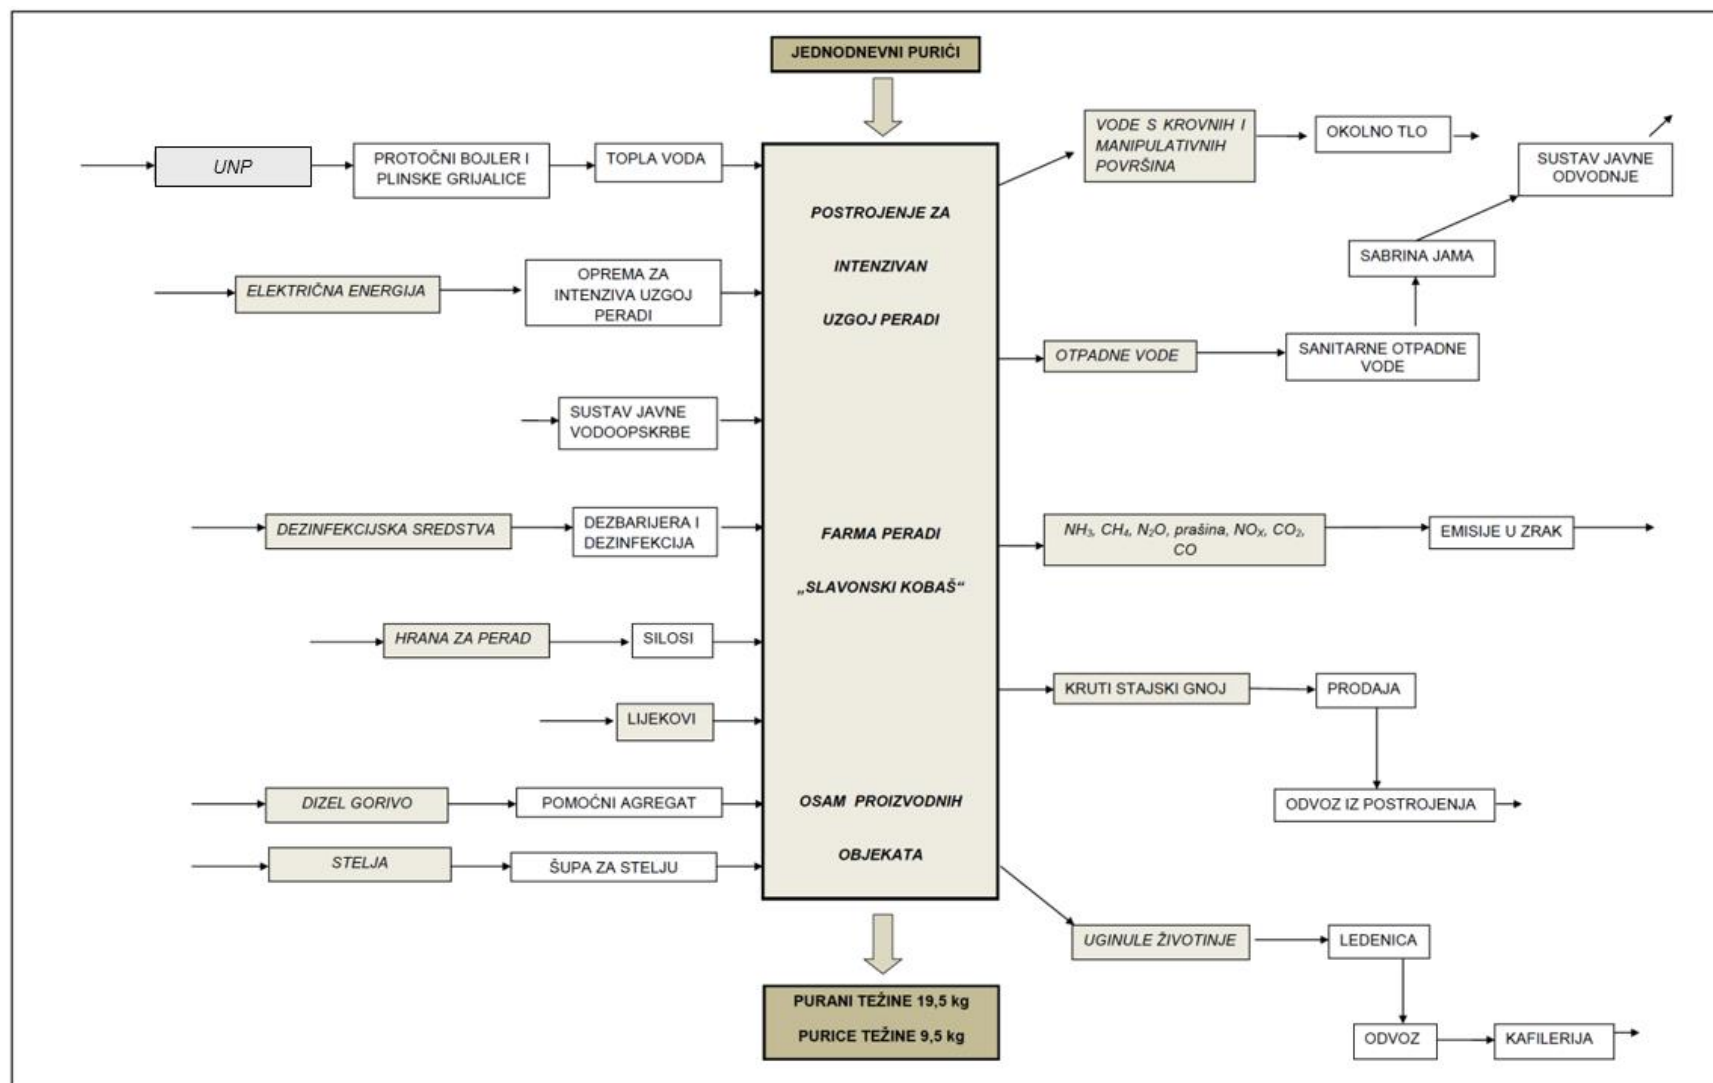 JEDNODNEVNI PURIĆI
UNP
PROTOČNI BOJLER I
PLINSKE GRIJALICE
TOPLA VODA
ELEKTRIČNA ENERGIJA
OPREMA ZA
INTENZIVA UZGOJ
PERADI
SUSTAV JAVNE
VODOOPSKRBE
DEZINFEKCIJSKA SREDSTVA
DEZBARIJERA I
DEZINFEKCIJA
HRANA ZA PERAD
SILOSI
LIJEKOVI
DIZEL GORIVO
POMOĆNI AGREGAT
STELJA
ŠUPA ZA STELJU
POSTROJENJE ZA
INTENZIVAN
UZGOJ PERADI
FARMA PERADI
„SLAVONSKI KOBAŠ“
OSAM PROIZVODNIH
OBJEKATA
VODE S KROVNIH I
MANIPULATIVNIH
POVRŠINA
OKOLNO TLO
SUSTAV JAVNE
ODVODNJE
SABRINA JAMA
OTPADNE VODE
SANITARNE OTPADNE
VODE
NH₃, CH₄, N₂O, prašina, NOₓ, CO₂,
CO
EMISIJE U ZRAK
KRUTI STAJSKI GNOJ
PRODAJA
ODVOZ IZ POSTROJENJA
UGINULE ŽIVOTINJE
LEDENICA
ODVOZ
KAFILERIJA
PURANI TEŽINE 19,5 kg
PURICE TEŽINE 9,5 kg